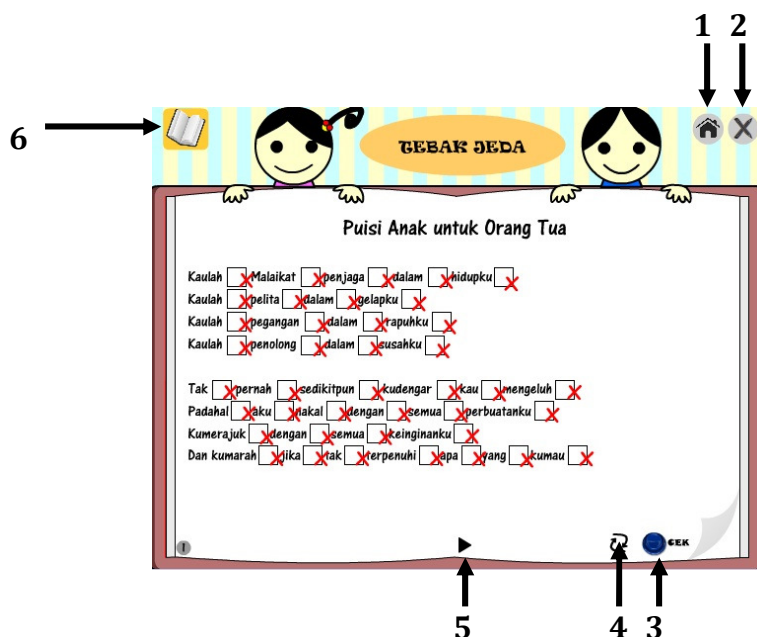 1 2
6
TEBAK JEDA
Puisi Anak untuk Orang Tua
Kaulah Malaikat penjaga dalam hidupku
Kaulah pelita dalam gelapku
Kaulah pegangan dalam rapuhku
Kaulah penolong dalam susahku
Tak pernah sedikitpun kudengar kau mengeluh
Padahal aku nakal dengan semua perbuatanku
Kumerajuk dengan semua keinginanku
Dan kumarah jika tak terpenuhi apa yang kumau
CEK
5 4 3